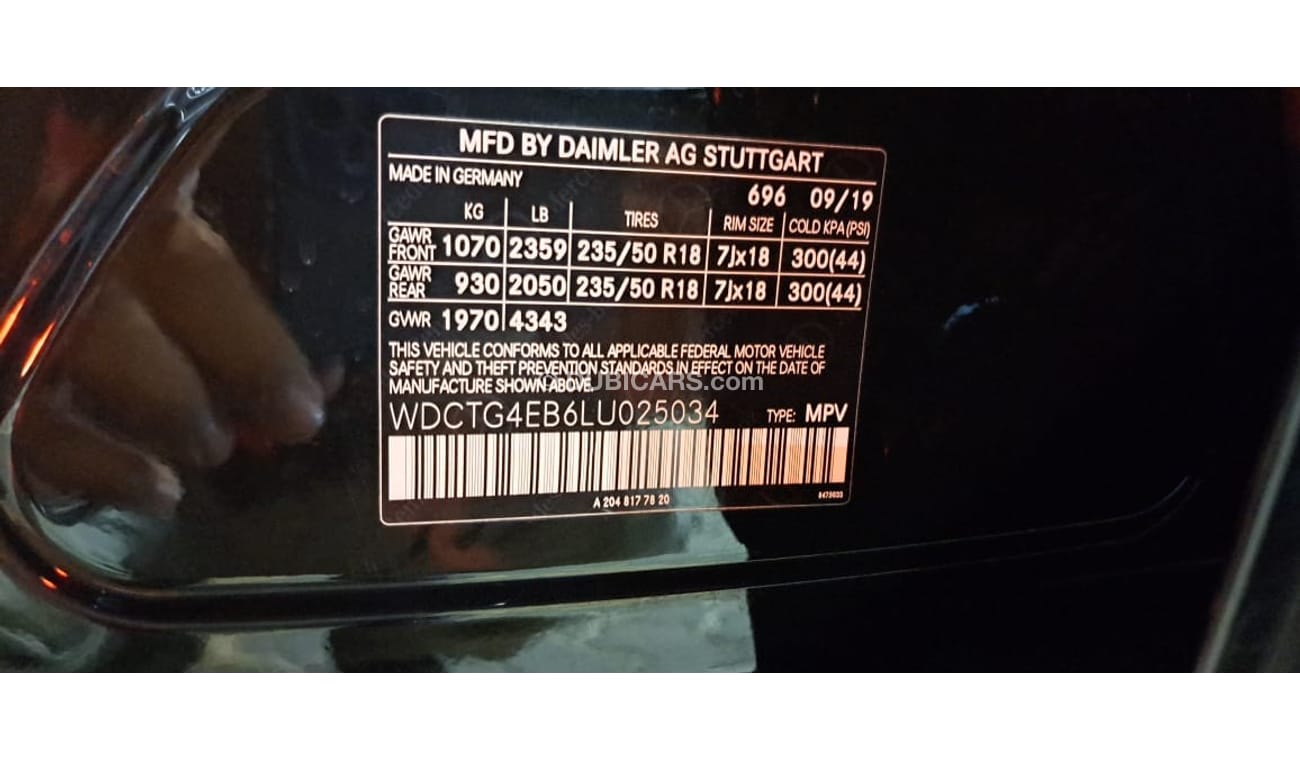 MFD BY DAIMLER AG STUTTGART
MADE IN GERMANY
696 09/19
KG LB TIRES RIM SIZE COLD KPA(PSI)
GAWR FRONT 1070 2359 235/50 R18 7Jx18 300(44)
GAWR REAR 930 2050 235/50 R18 7Jx18 300(44)
GVWR 1970 4343
THIS VEHICLE CONFORMS TO ALL APPLICABLE FEDERAL MOTOR VEHICLE
SAFETY AND THEFT PREVENTION STANDARDS IN EFFECT ON THE DATE OF
MANUFACTURE SHOWN ABOVE.
DUBICARS.com
WDCTG4EB6LU025034 TYPE: MPV
A 204 817 78 20